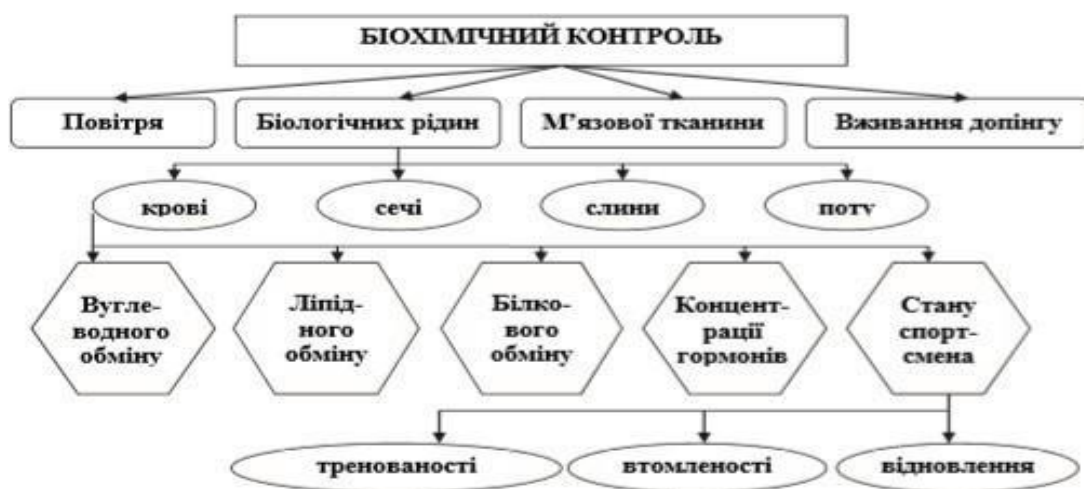 БІОХІМІЧНИЙ КОНТРОЛЬ
Повітря
Біологічних рідин
М’язової тканини
Вживання допінгу
крові
сечі
слини
поту
Вугле-
водного
обміну
Ліпід-
ного
обміну
Білко-
вого
обміну
Концент-
рації
гормонів
Стану
спорт-
смена
тренованості
втомленості
відновлення